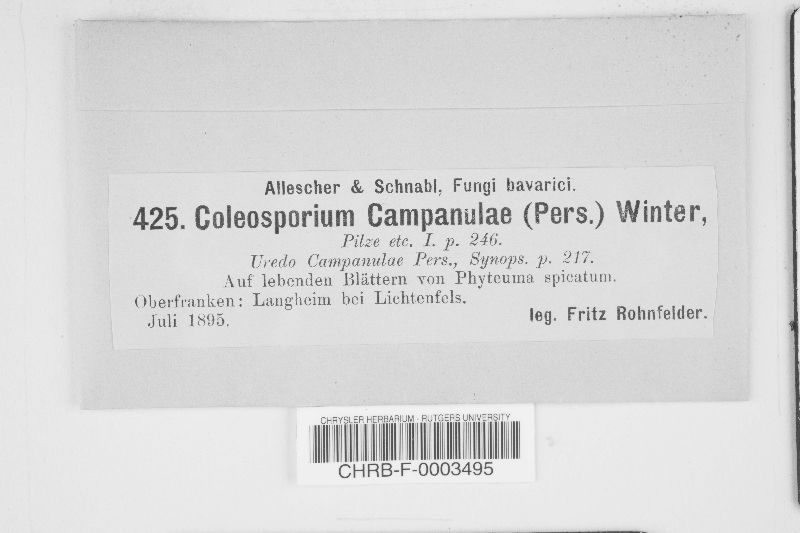 Allescher & Schnabl, Fungi bavarici.
425. Coleosporium Campanulae (Pers.) Winter,
Pilze etc. I. p. 246.
Uredo Campanulae Pers., Synops. p. 217.
Auf lebenden Blättern von Phyteuma spicatum.
Oberfranken: Langheim bei Lichtenfels.
Juli 1895.
leg. Fritz Rohnfelder.
CHRYSLER HERBARIUM - RUTGERS UNIVERSITY
CHRB-F-0003495